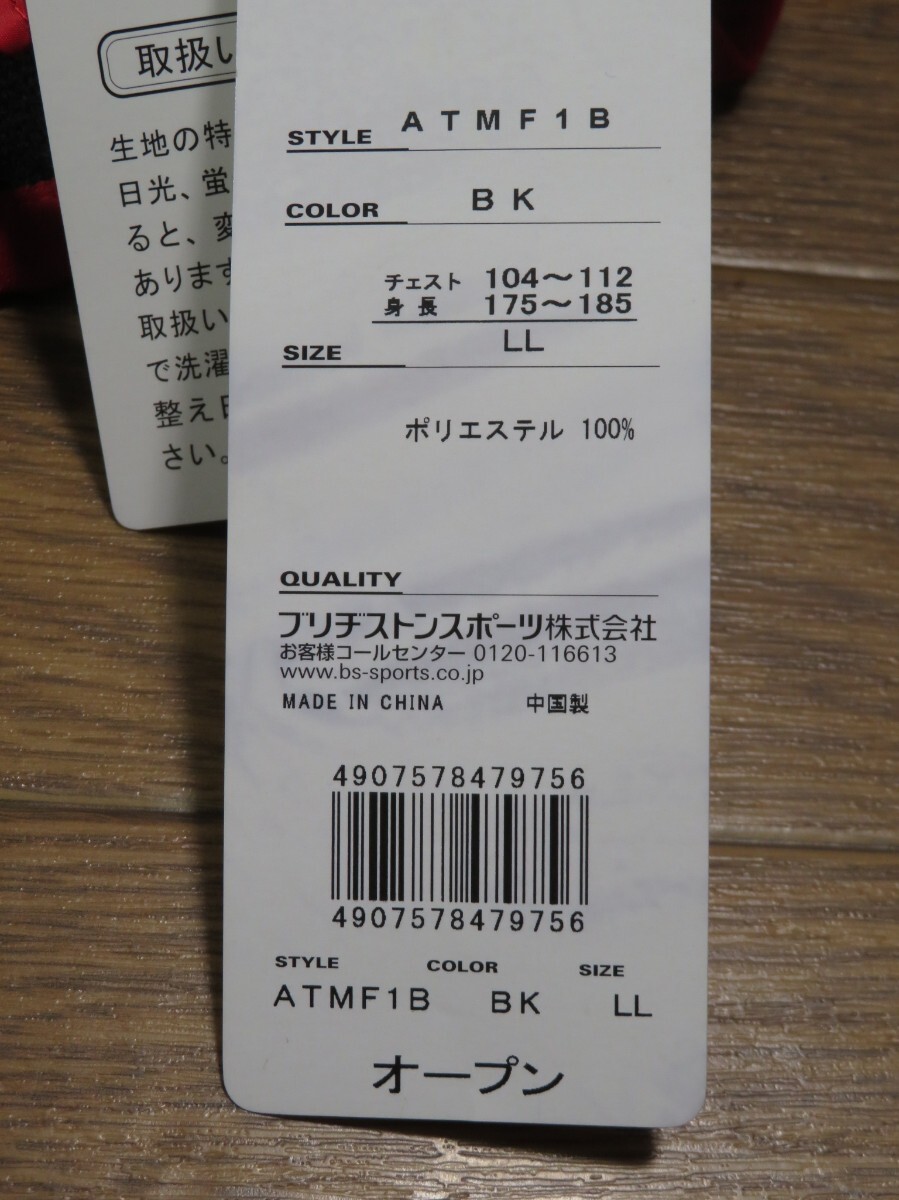 取扱い
生地の特
日光、蛍
ると、変
あります
取扱い
で洗濯
整え日
さい。
STYLE ATMF1B
COLOR BK
チェスト 104～112
身長 175～185
SIZE LL
ポリエステル 100%
QUALITY
ブリヂストンスポーツ株式会社
お客様コールセンター 0120-116613
www.bs-sports.co.jp
MADE IN CHINA 中国製
4907578479756
4907578479756
STYLE COLOR SIZE
ATMF1B BK LL
オープン